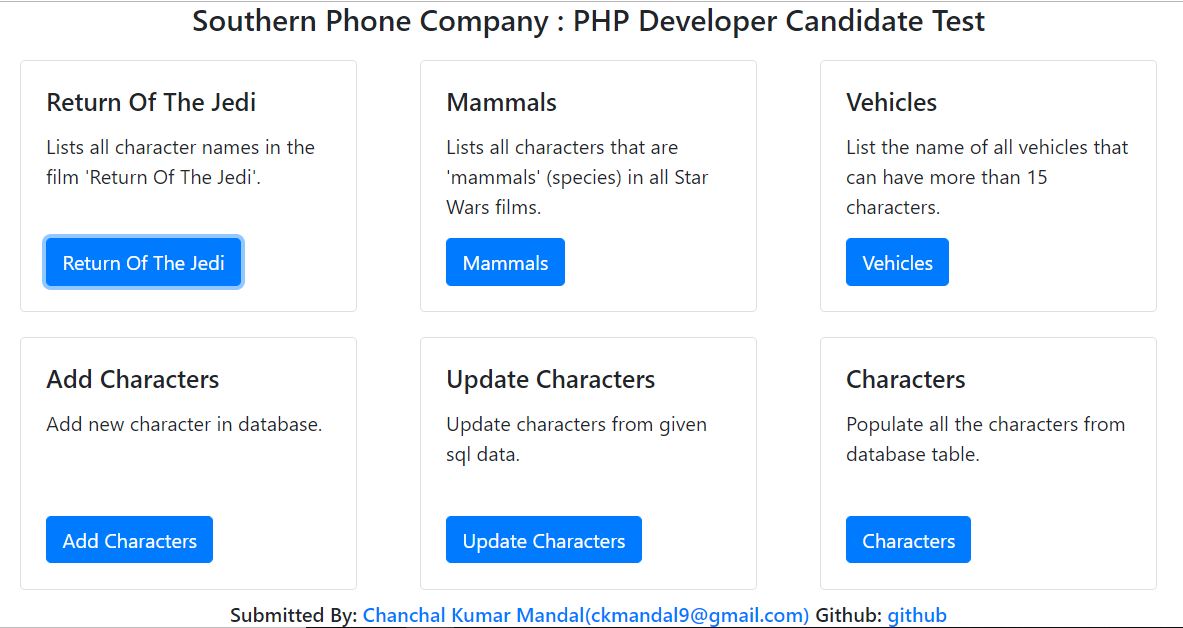 Southern Phone Company : PHP Developer Candidate Test
Return Of The Jedi
Lists all character names in the
film 'Return Of The Jedi'.
Return Of The Jedi
Mammals
Lists all characters that are
'mammals' (species) in all Star
Wars films.
Mammals
Vehicles
List the name of all vehicles that
can have more than 15
characters.
Vehicles
Add Characters
Add new character in database.
Add Characters
Update Characters
Update characters from given
sql data.
Update Characters
Characters
Populate all the characters from
database table.
Characters
Submitted By: Chanchal Kumar Mandal(ckmandal9@gmail.com) Github: github